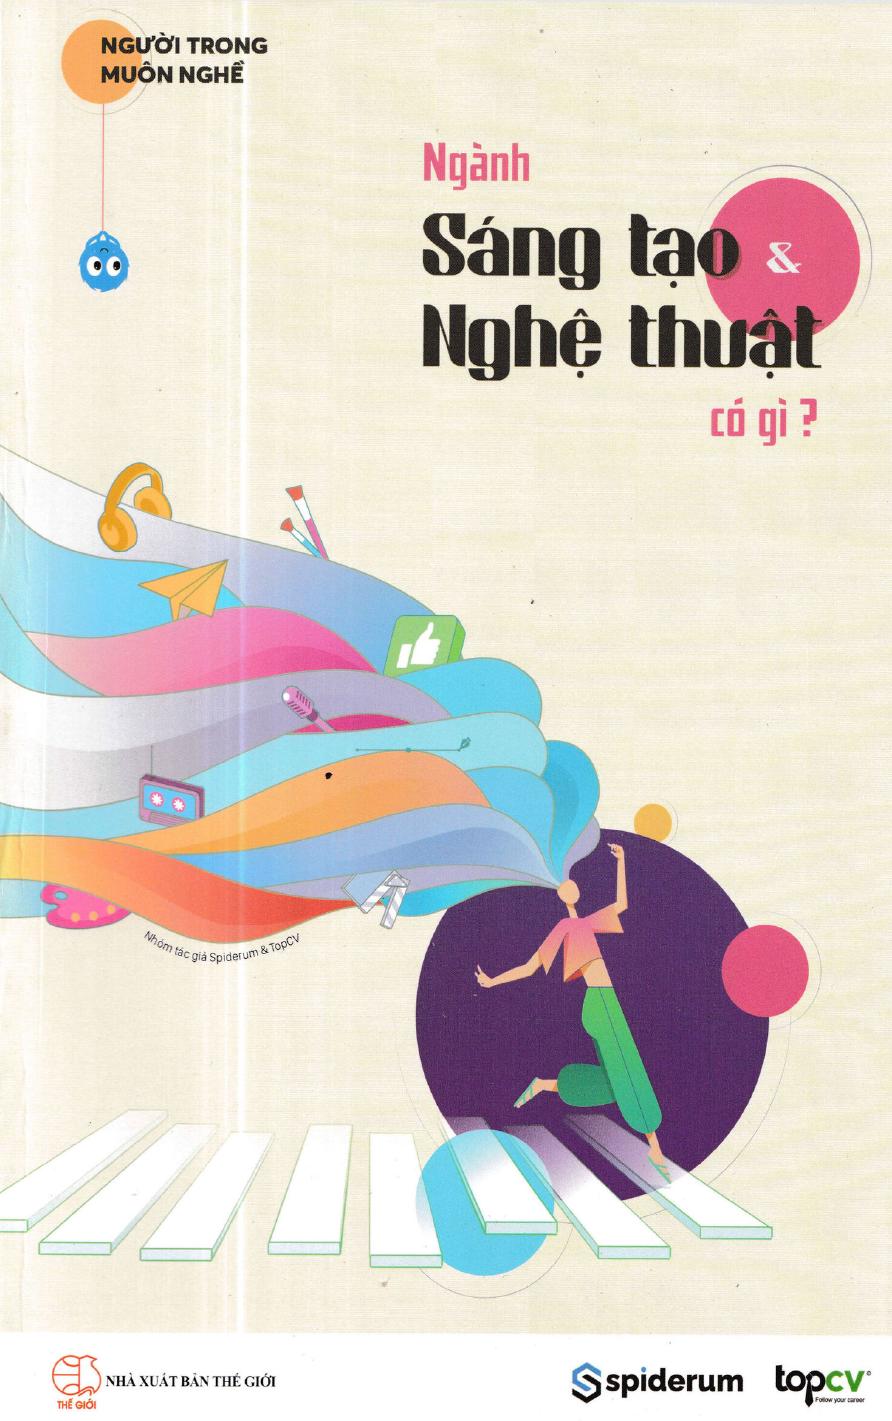 NGƯỜI TRONG
MUÔN NGHỀ
Ngành
Sáng tạo &
Nghệ thuật
có gì ?
Nhóm tác giả Spiderum & TopCV
THẾ GIỚI
NHÀ XUẤT BẢN THẾ GIỚI
spiderum
topcv
Follow your career